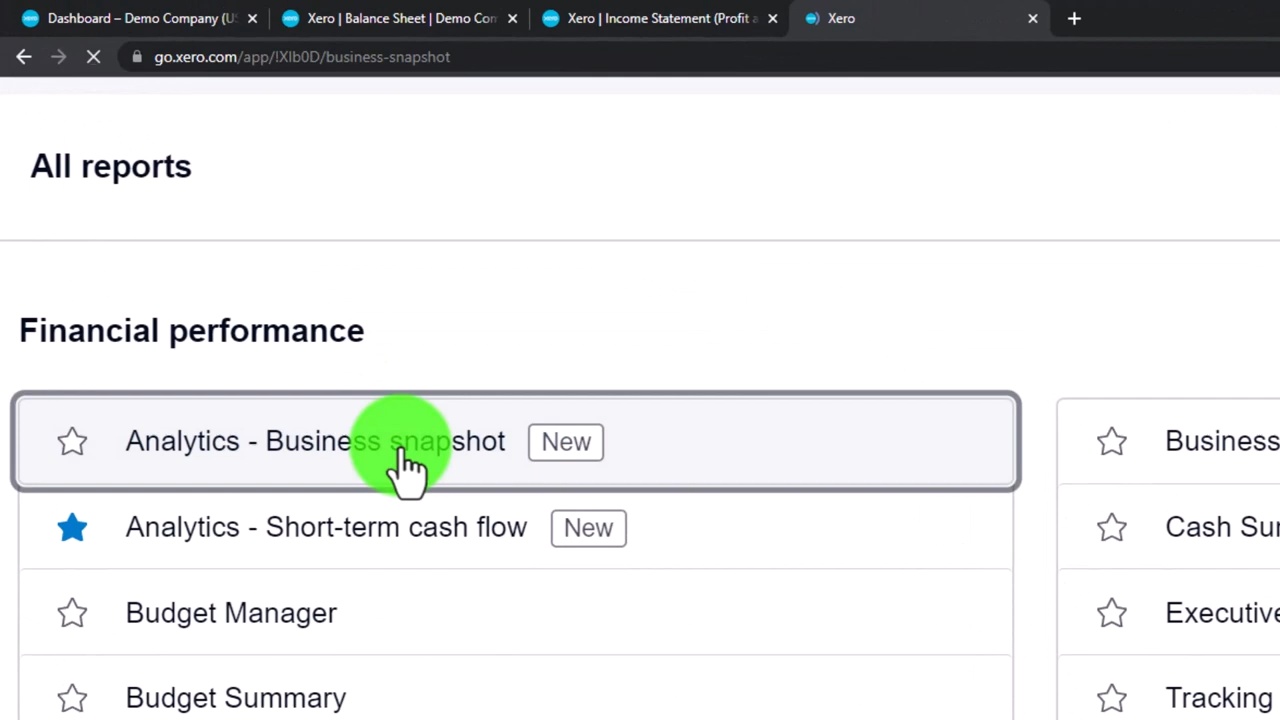 Dashboard – Demo Company (U
Xero | Balance Sheet | Demo Con
Xero | Income Statement (Profit a
Xero
go.xero.com/app/!XIb0D/business-snapshot
All reports
Financial performance
Analytics - Business snapshot New
Business
Analytics - Short-term cash flow New
Cash Sur
Budget Manager
Executive
Budget Summary
Tracking